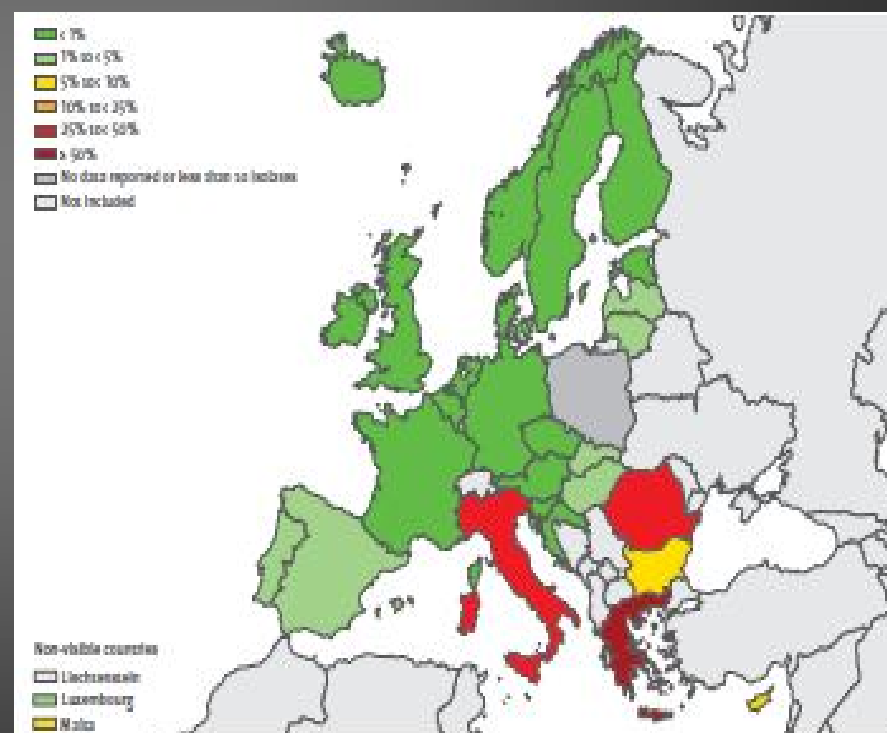 < 1%
1% to < 5%
5% to < 10%
10% to < 25%
25% to < 50%
≥ 50%
No data reported or less than 10 isolates
Not included
Non-visible countries
Liechtenstein
Luxembourg
Malta